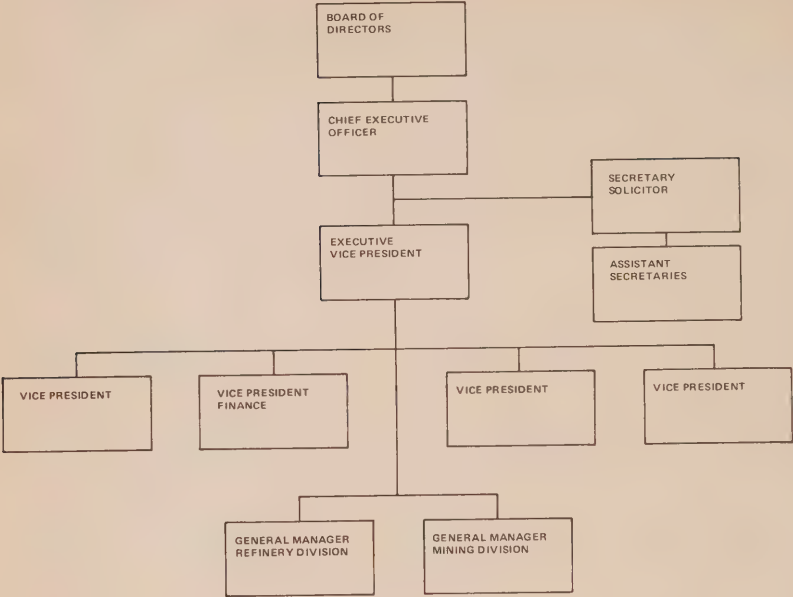 BOARD OF
DIRECTORS
CHIEF EXECUTIVE
OFFICER
SECRETARY
SOLICITOR
EXECUTIVE
VICE PRESIDENT
ASSISTANT
SECRETARIES
VICE PRESIDENT
VICE PRESIDENT
FINANCE
VICE PRESIDENT
VICE PRESIDENT
GENERAL MANAGER
REFINERY DIVISION
GENERAL MANAGER
MINING DIVISION